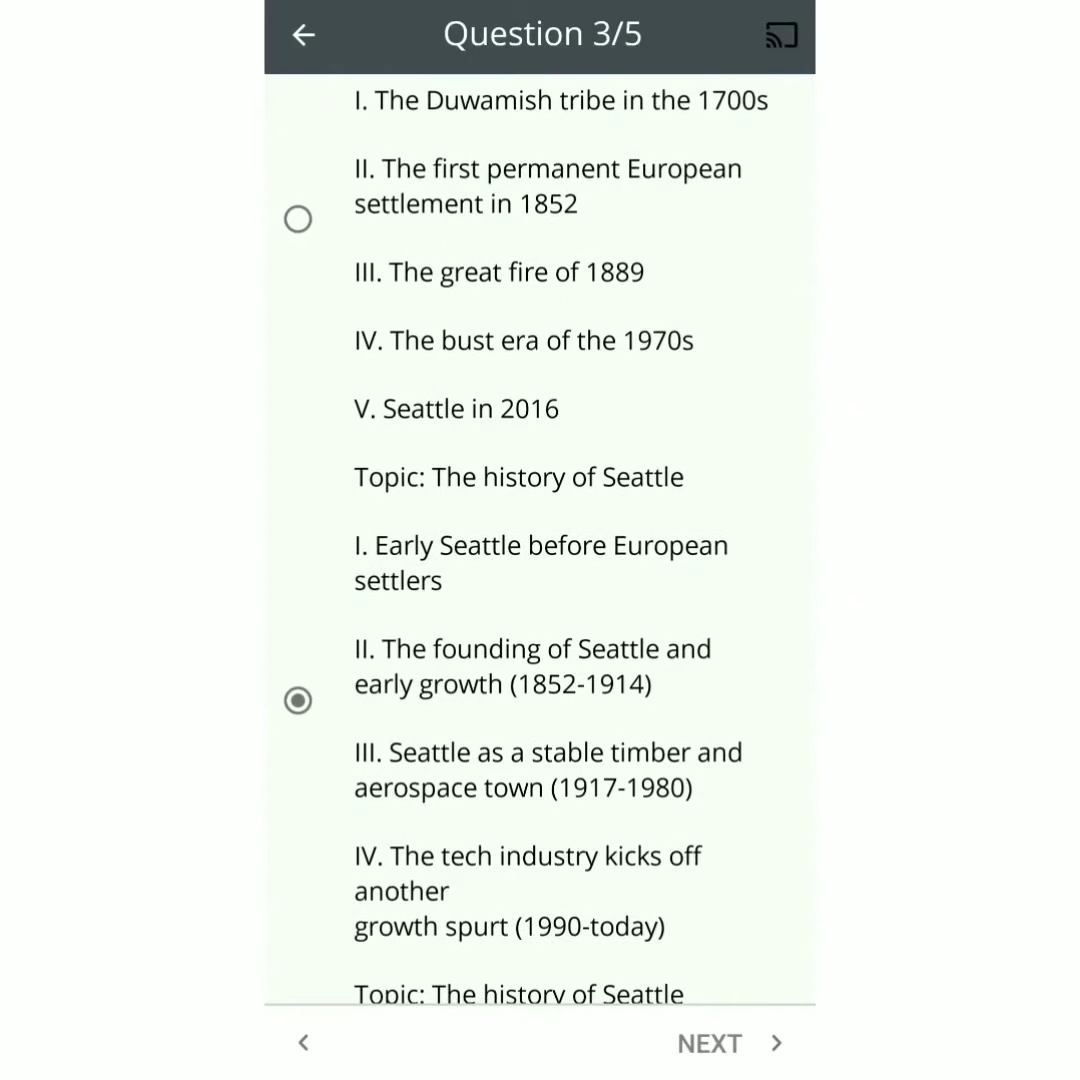 Question 3/5
I. The Duwamish tribe in the 1700s
II. The first permanent European
settlement in 1852
III. The great fire of 1889
IV. The bust era of the 1970s
V. Seattle in 2016
Topic: The history of Seattle
I. Early Seattle before European
settlers
II. The founding of Seattle and
early growth (1852-1914)
III. Seattle as a stable timber and
aerospace town (1917-1980)
IV. The tech industry kicks off
another
growth spurt (1990-today)
Topic: The history of Seattle
NEXT